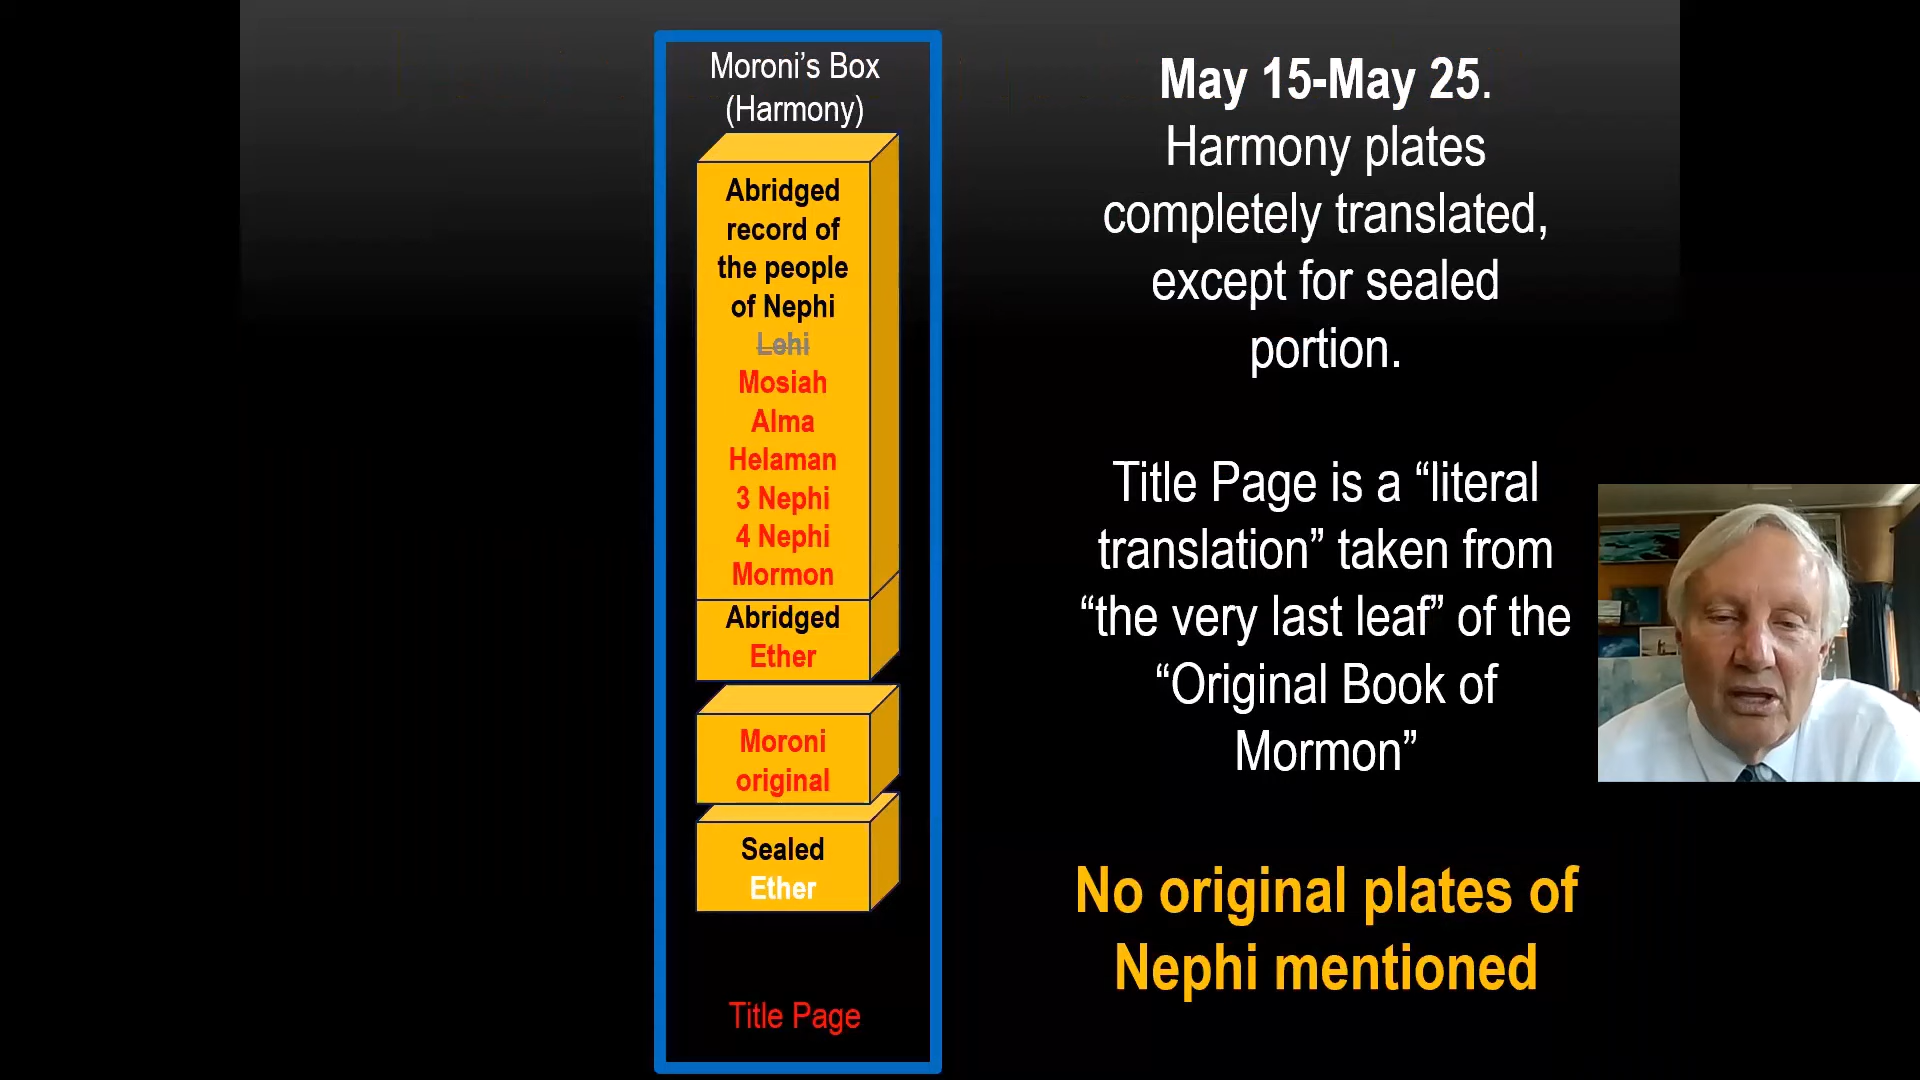 Moroni's Box
(Harmony)
Abridged
record of
the people
of Nephi
Lehi
Mosiah
Alma
Helaman
3 Nephi
4 Nephi
Mormon
Abridged
Ether
Moroni
original
Sealed
Ether
Title Page
May 15-May 25.
Harmony plates
completely translated,
except for sealed
portion.
Title Page is a “literal
translation” taken from
“the very last leaf” of the
“Original Book of
Mormon”
No original plates of
Nephi mentioned